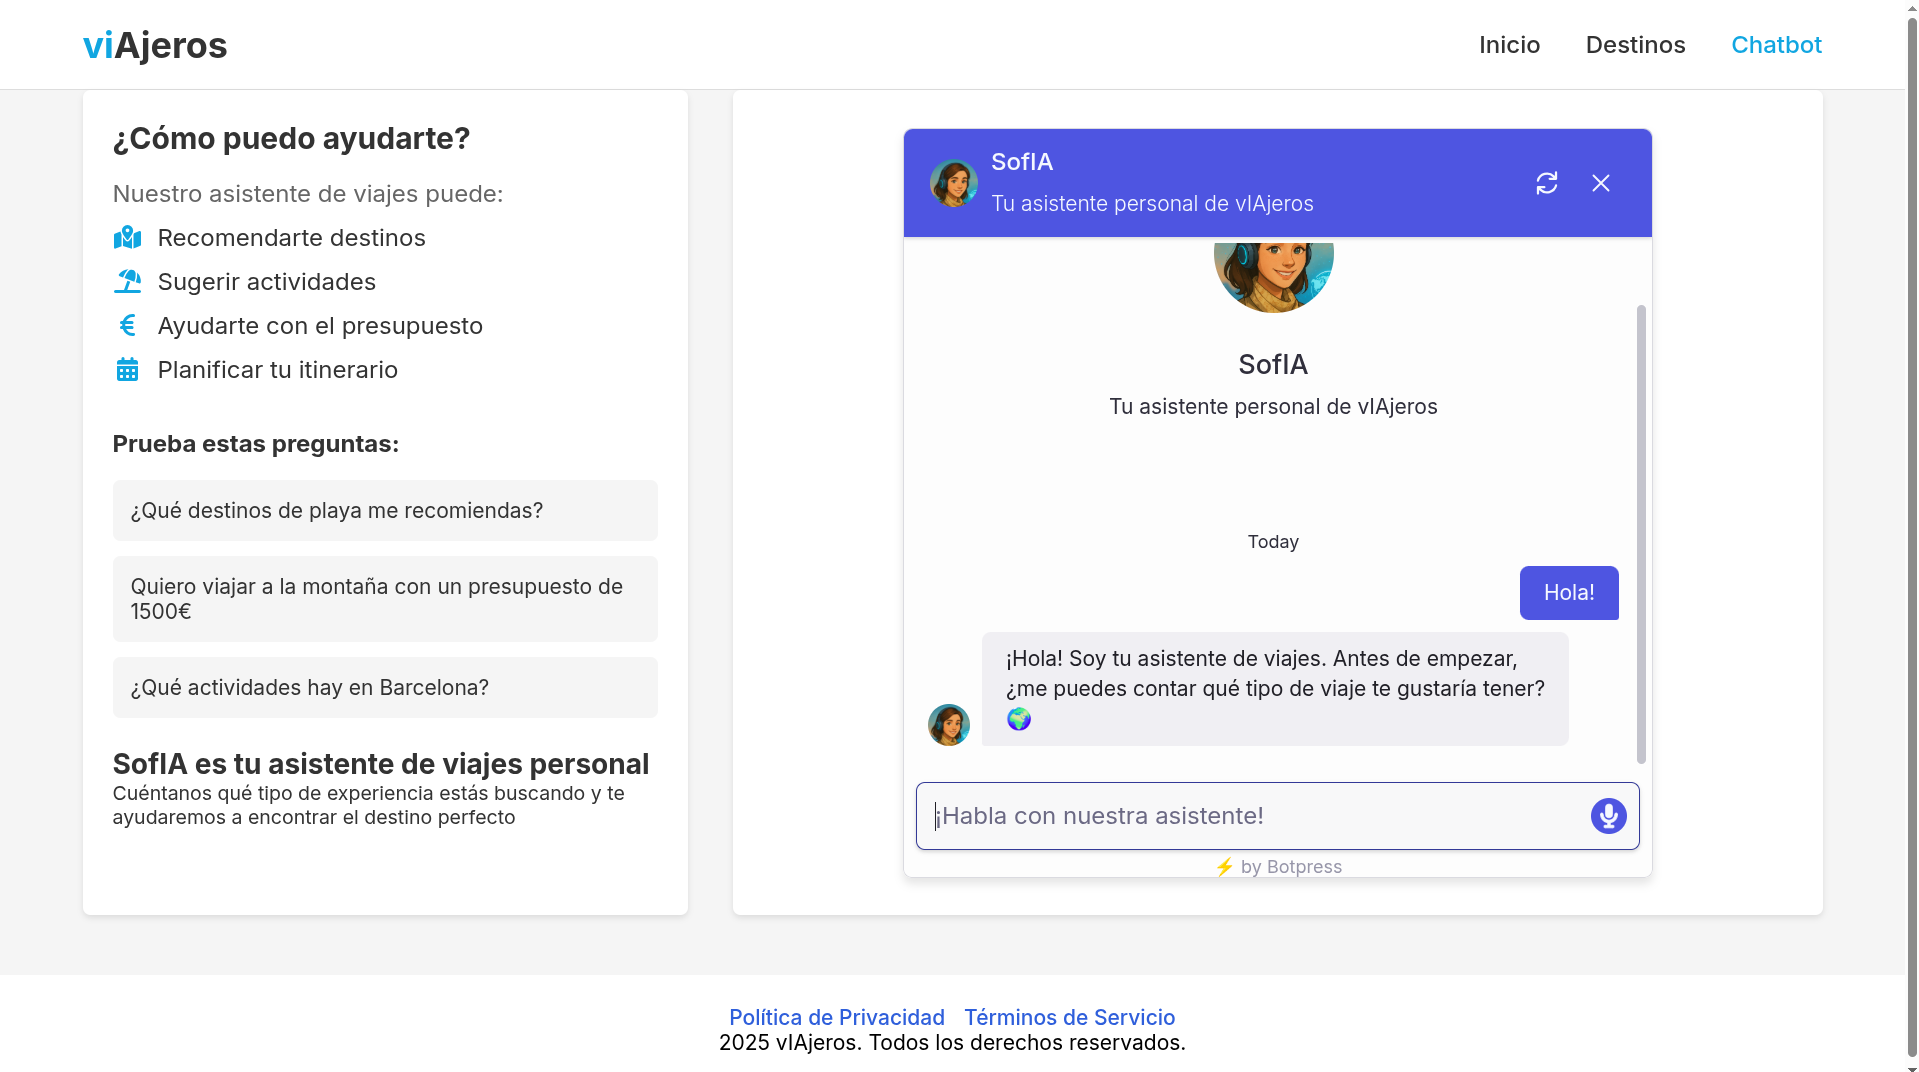 viAjeros
Inicio
Destinos
Chatbot
¿Cómo puedo ayudarte?
Nuestro asistente de viajes puede:
Recomendarte destinos
Sugerir actividades
Ayudarte con el presupuesto
Planificar tu itinerario
Prueba estas preguntas:
¿Qué destinos de playa me recomiendas?
Quiero viajar a la montaña con un presupuesto de
1500€
¿Qué actividades hay en Barcelona?
SofIA es tu asistente de viajes personal
Cuéntanos qué tipo de experiencia estás buscando y te
ayudaremos a encontrar el destino perfecto
SofIA
Tu asistente personal de vIAjeros
SofIA
Tu asistente personal de vIAjeros
Today
Hola!
¡Hola! Soy tu asistente de viajes. Antes de empezar,
¿me puedes contar qué tipo de viaje te gustaría tener?
🌍
¡Habla con nuestra asistente!
⚡ by Botpress
Política de Privacidad Términos de Servicio
2025 vIAjeros. Todos los derechos reservados.